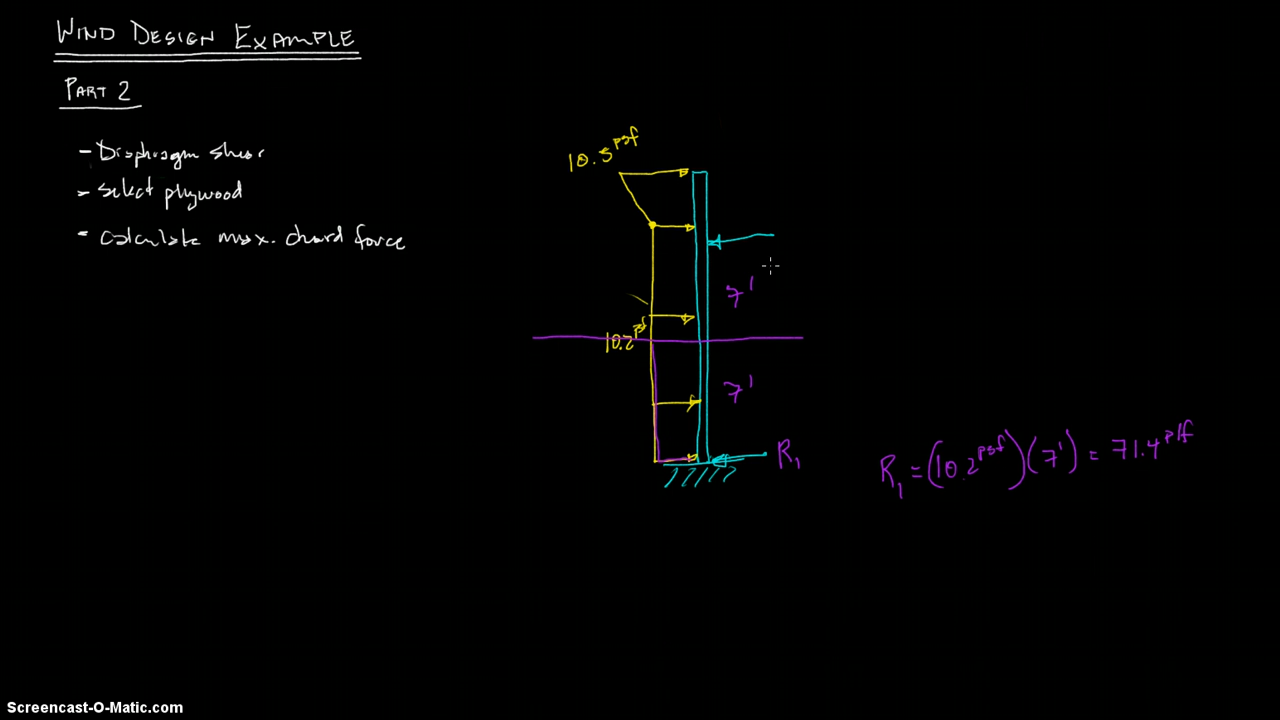 WIND DESIGN EXAMPLE
PART 2
- Diaphragm shear
- Select plywood
- Calculate max. chord force
10.5 psf
7'
10.2 psf
7'
R1
R1 = (10.2 psf)(7') = 71.4 plf
Screencast-O-Matic.com